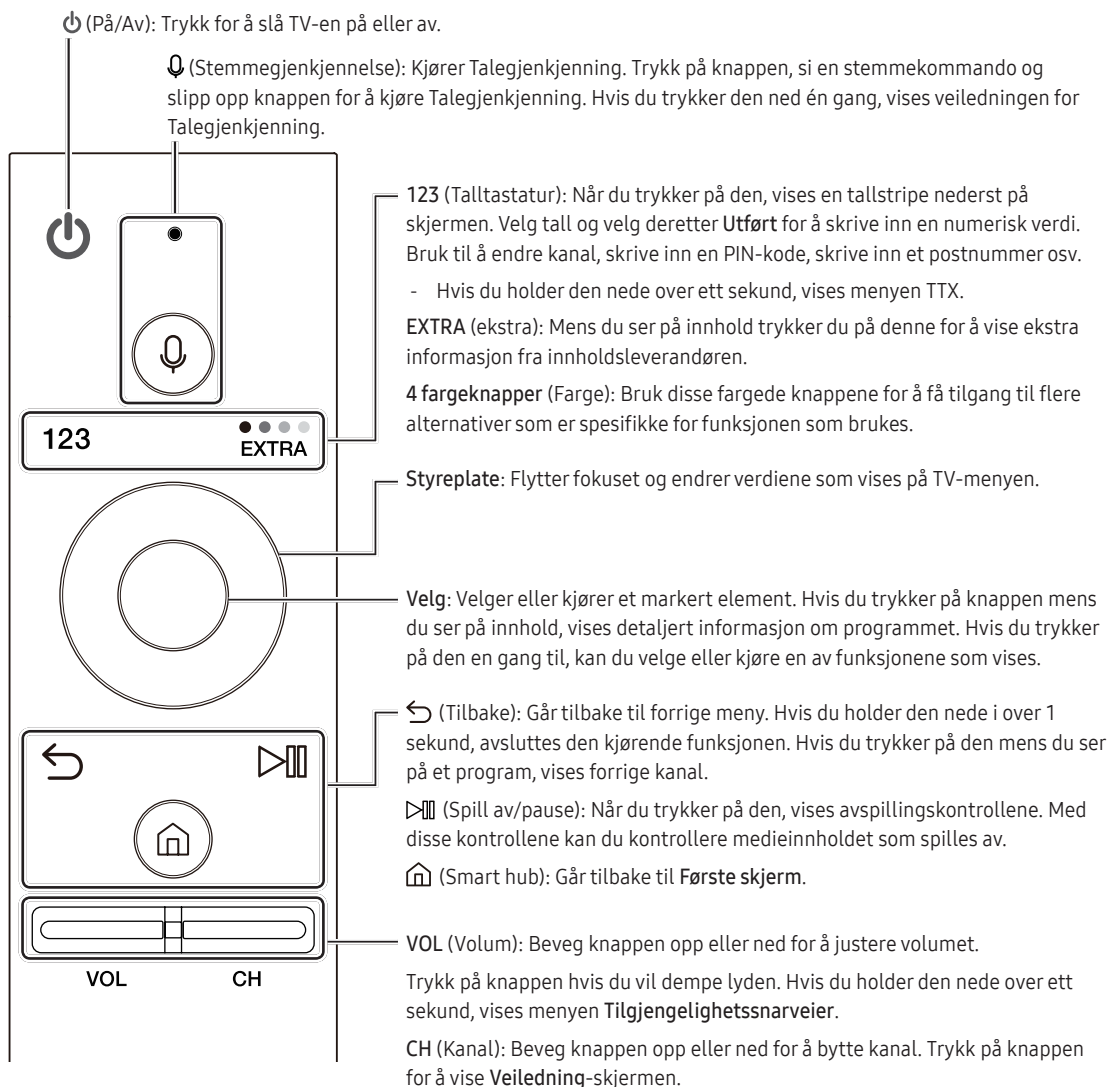 (På/Av): Trykk for å slå TV-en på eller av.
(Stemmegjenkjennelse): Kjører Talegjenkjenning. Trykk på knappen, si en stemmekommando og
slipp opp knappen for å kjøre Talegjenkjenning. Hvis du trykker den ned én gang, vises veiledningen for
Talegjenkjenning.
123 (Talltastatur): Når du trykker på den, vises en tallstripe nederst på
skjermen. Velg tall og velg deretter Utført for å skrive inn en numerisk verdi.
Bruk til å endre kanal, skrive inn en PIN-kode, skrive inn et postnummer osv.
- Hvis du holder den nede over ett sekund, vises menyen TTX.
EXTRA (ekstra): Mens du ser på innhold trykker du på denne for å vise ekstra
informasjon fra innholdsleverandøren.
4 fargeknapper (Farge): Bruk disse fargede knappene for å få tilgang til flere
alternativer som er spesifikke for funksjonen som brukes.
123
EXTRA
Styreplate: Flytter fokuset og endrer verdiene som vises på TV-menyen.
Velg: Velger eller kjører et markert element. Hvis du trykker på knappen mens
du ser på innhold, vises detaljert informasjon om programmet. Hvis du trykker
på den en gang til, kan du velge eller kjøre en av funksjonene som vises.
(Tilbake): Går tilbake til forrige meny. Hvis du holder den nede i over 1
sekund, avsluttes den kjørende funksjonen. Hvis du trykker på den mens du ser
på et program, vises forrige kanal.
(Spill av/pause): Når du trykker på den, vises avspillingskontrollene. Med
disse kontrollene kan du kontrollere medieinnholdet som spilles av.
(Smart hub): Går tilbake til Første skjerm.
VOL (Volum): Beveg knappen opp eller ned for å justere volumet.
Trykk på knappen hvis du vil dempe lyden. Hvis du holder den nede over ett
sekund, vises menyen Tilgjengelighetssnarveier.
CH (Kanal): Beveg knappen opp eller ned for å bytte kanal. Trykk på knappen
for å vise Veiledning-skjermen.
VOL
CH